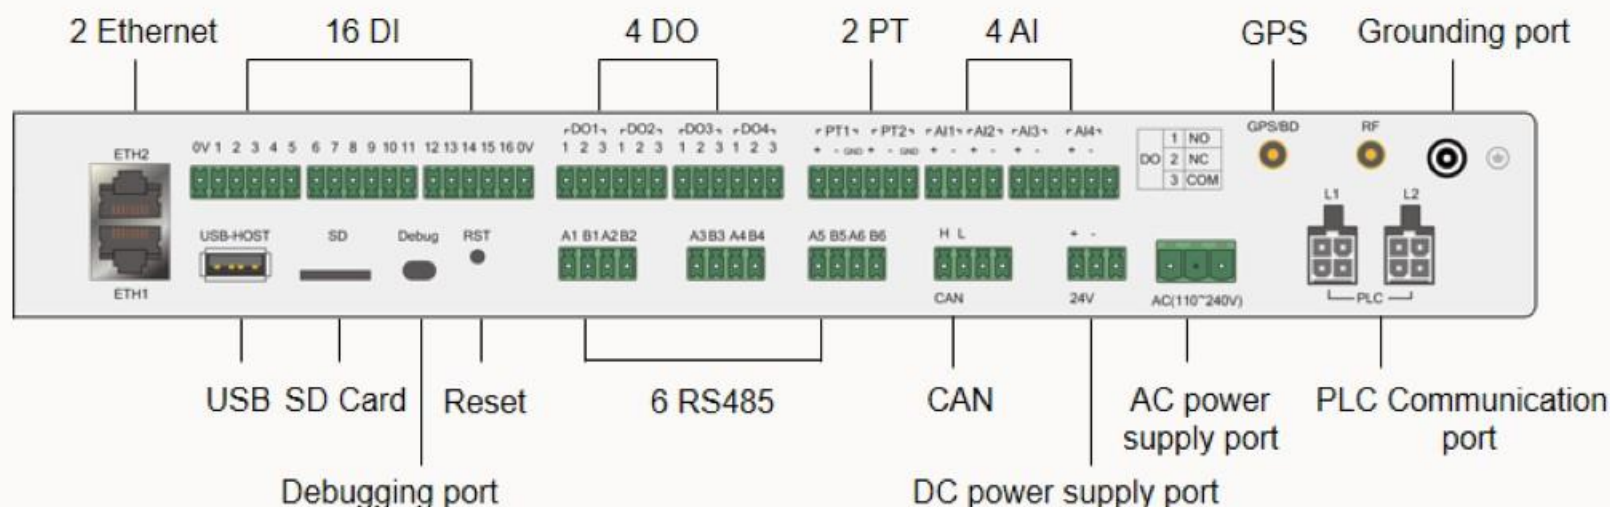 2 Ethernet 16 DI 4 DO 2 PT 4 AI GPS Grounding port
┌DO1┐ ┌DO2┐ ┌DO3┐ ┌DO4┐ ┌PT1┐ ┌PT2┐ ┌AI1┐ ┌AI2┐ ┌AI3┐ ┌AI4┐ GPS/BD RF
ETH2 0V 1 2 3 4 5 6 7 8 9 10 11 12 13 14 15 16 0V 1 2 3 1 2 3 1 2 3 1 2 3 + - GND + - GND + - + - + - + -
1 NO
DO 2 NC
3 COM
L1 L2
USB-HOST SD Debug RST A1 B1 A2 B2 A3 B3 A4 B4 A5 B5 A6 B6 H L + -
ETH1 CAN 24V AC(110~240V) PLC
USB SD Card Reset 6 RS485 CAN AC power PLC Communication
supply port port
Debugging port DC power supply port